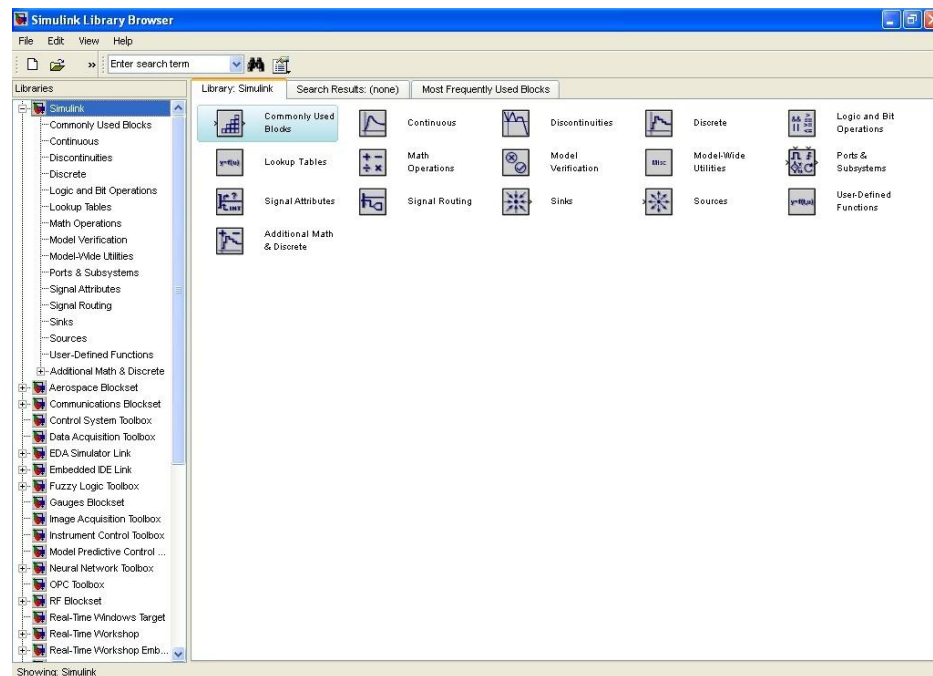 Simulink Library Browser
File Edit View Help
» Enter search term
Libraries
Library: Simulink Search Results: (none) Most Frequently Used Blocks
Simulink
Commonly Used Blocks
Continuous
Discontinuities
Discrete
Logic and Bit Operations
Lookup Tables
Math Operations
Model Verification
Model-Wide Utilities
Ports & Subsystems
Signal Attributes
Signal Routing
Sinks
Sources
User-Defined Functions
Additional Math & Discrete
Aerospace Blockset
Communications Blockset
Control System Toolbox
Data Acquisition Toolbox
EDA Simulator Link
Embedded IDE Link
Fuzzy Logic Toolbox
Gauges Blockset
Image Acquisition Toolbox
Instrument Control Toolbox
Model Predictive Control ...
Neural Network Toolbox
OPC Toolbox
RF Blockset
Real-Time Windows Target
Real-Time Workshop
Real-Time Workshop Emb...
Commonly Used
Blocks
Continuous
Discontinuities
Discrete
Logic and Bit
Operations
y=f(u)
Lookup Tables
Math
Operations
Model
Verification
Misc
Model-Wide
Utilities
Ports &
Subsystems
Signal Attributes
Signal Routing
Sinks
Sources
User-Defined
Functions
Additional Math
& Discrete
Showing: Simulink